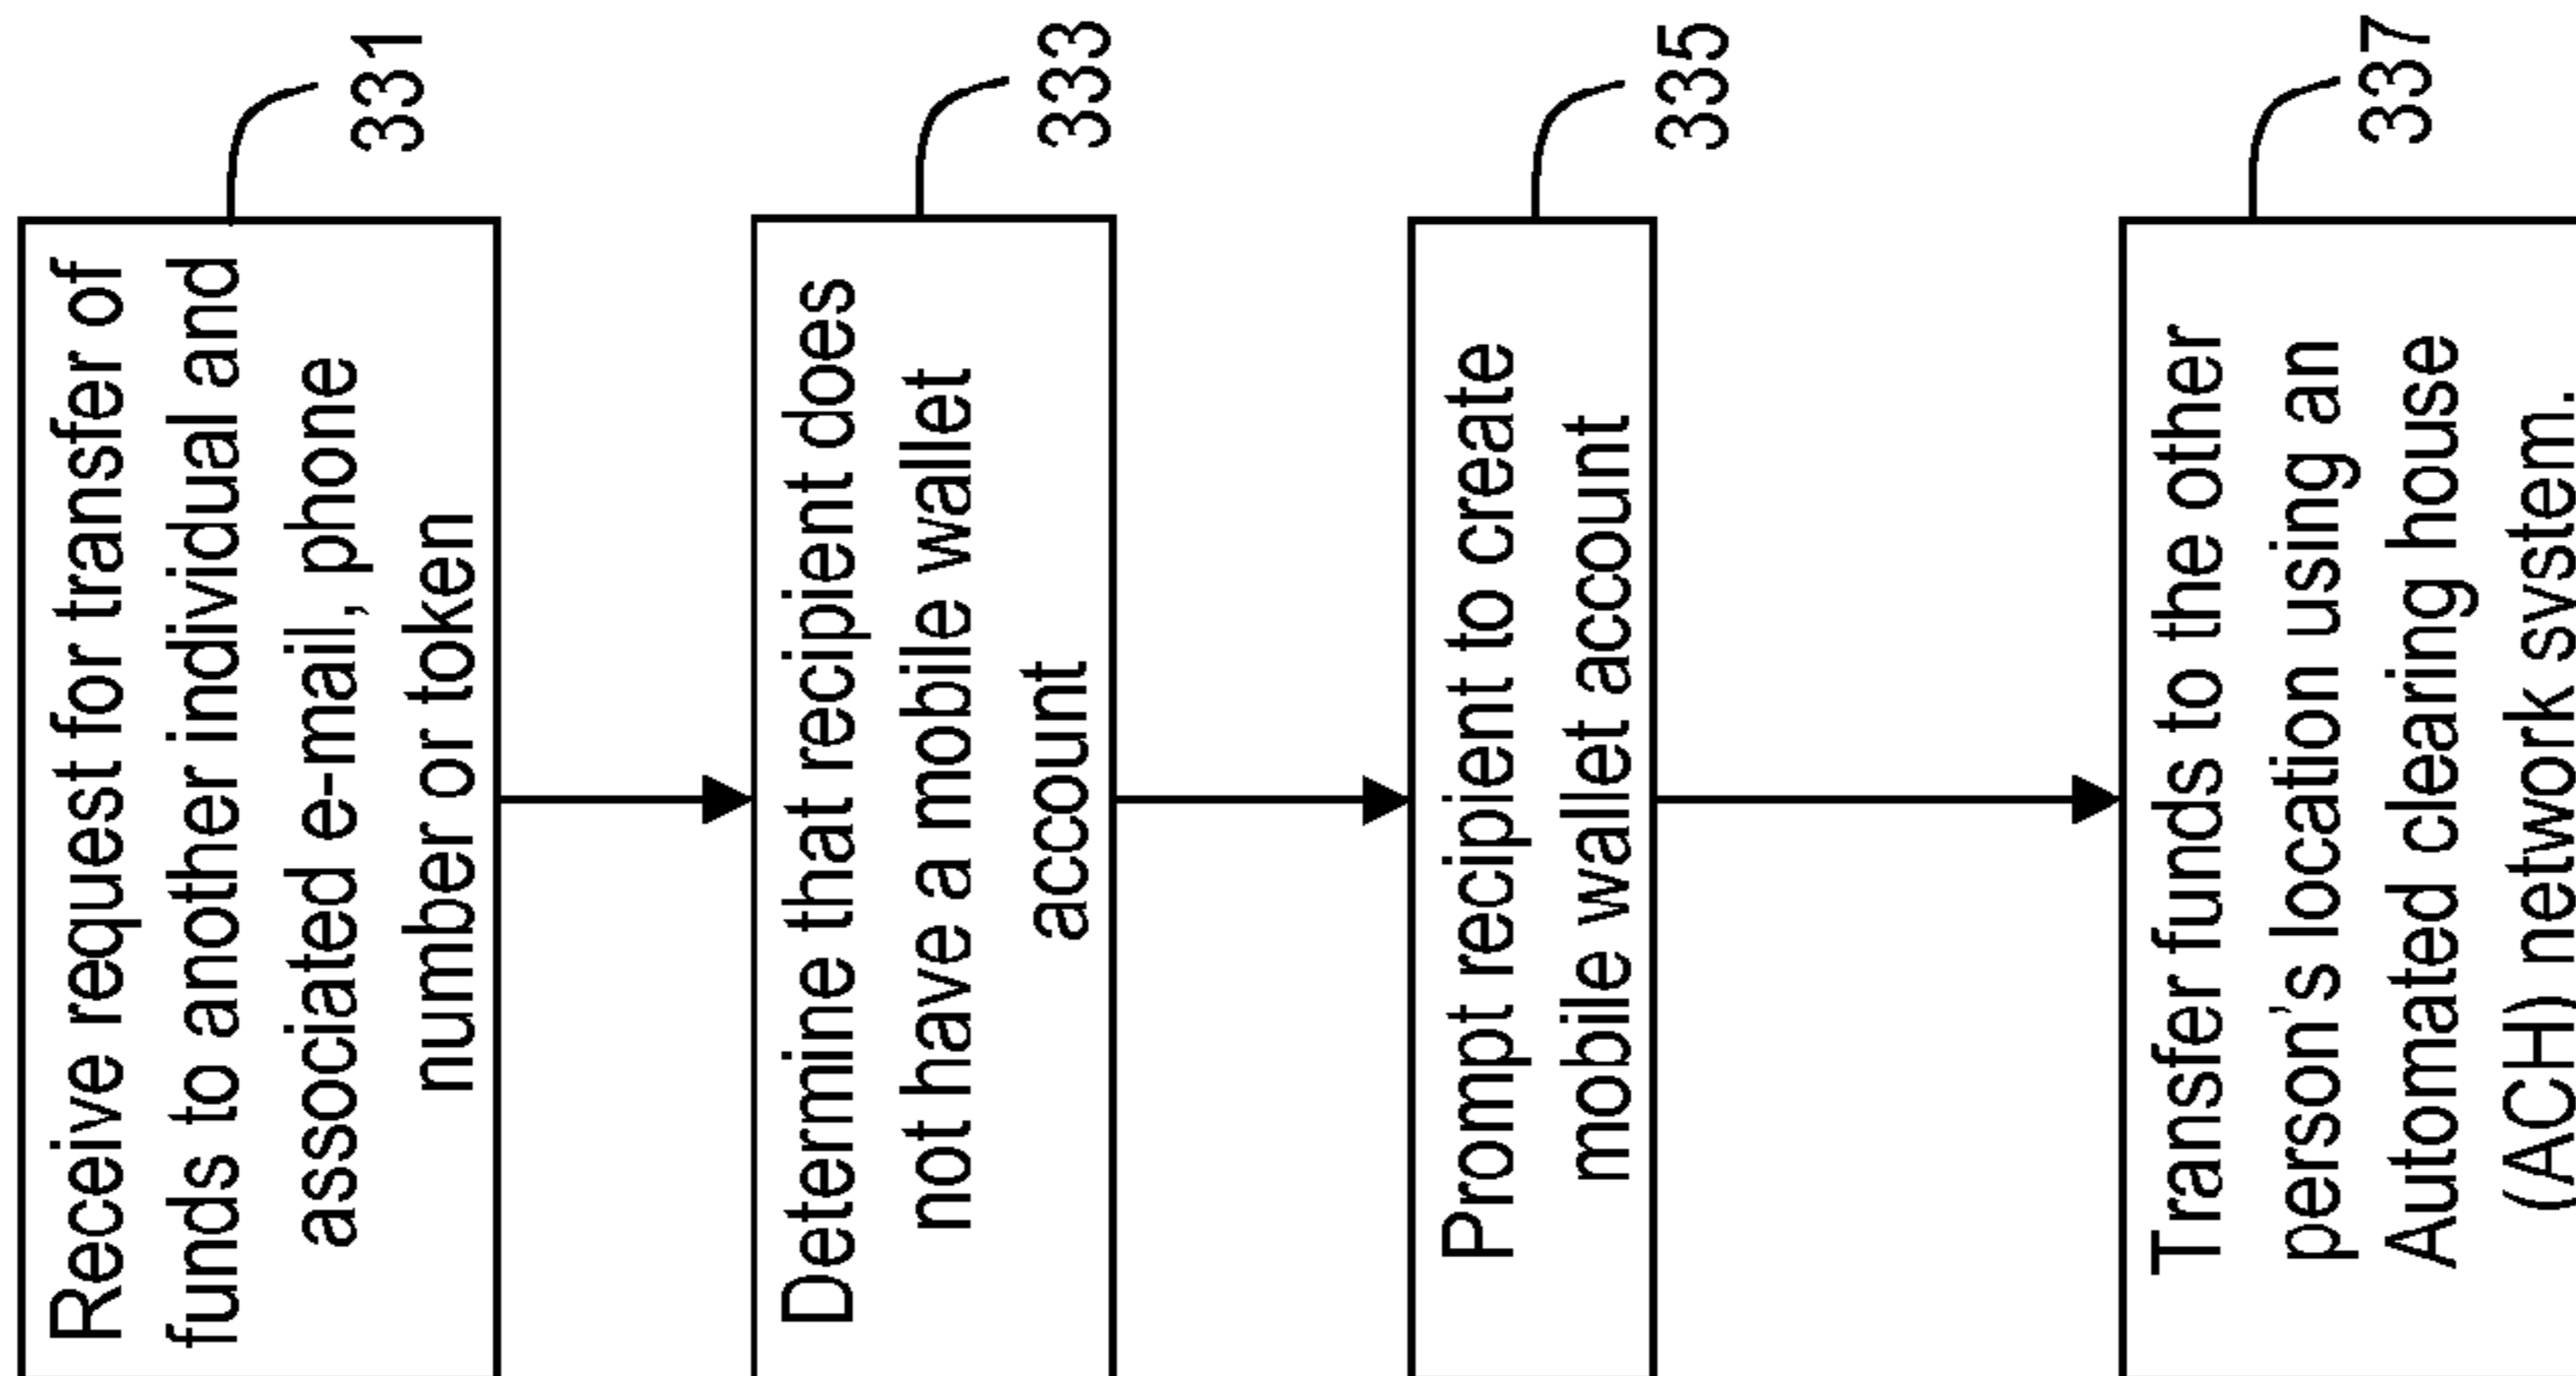 Receive request for transfer of
funds to another individual and
associated e-mail, phone
number or token
331
Determine that recipient does
not have a mobile wallet
account
333
Prompt recipient to create
mobile wallet account
335
Transfer funds to the other
person's location using an
Automated clearing house
(ACH) network system.
337